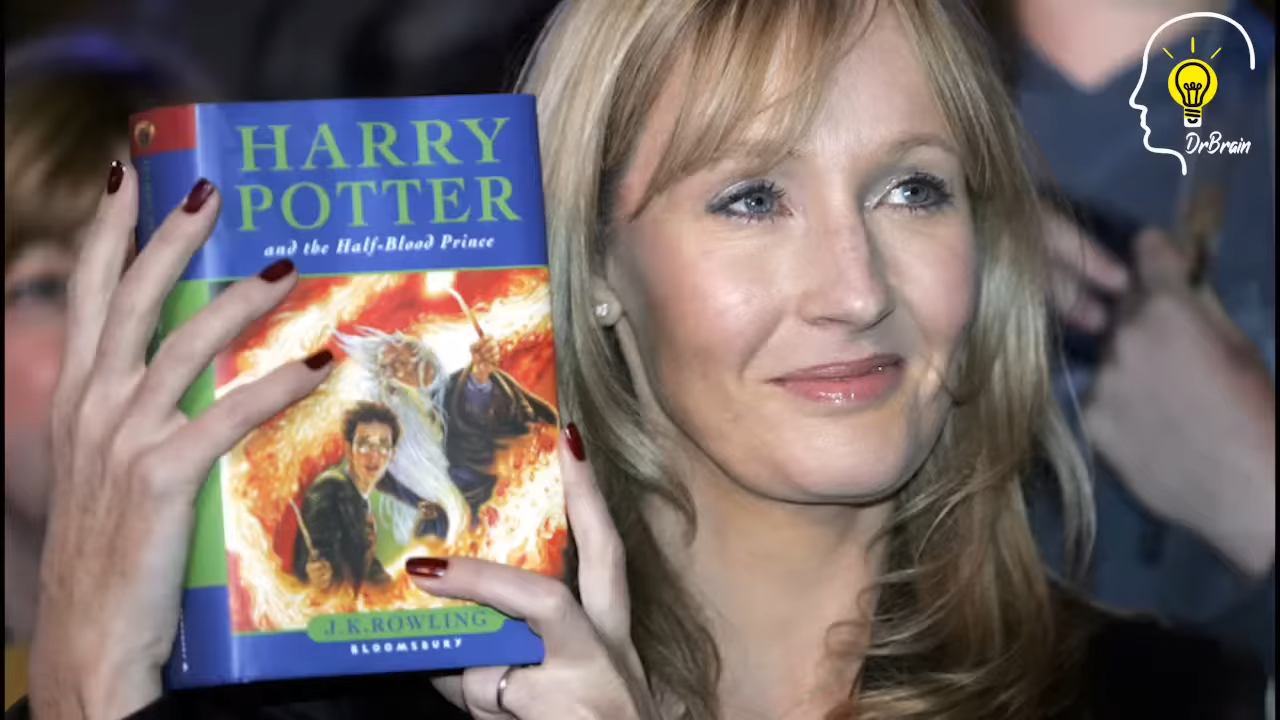 HARRY
POTTER
and the Half-Blood Prince
J.K.ROWLING
BLOOMSBURY
DrBrain